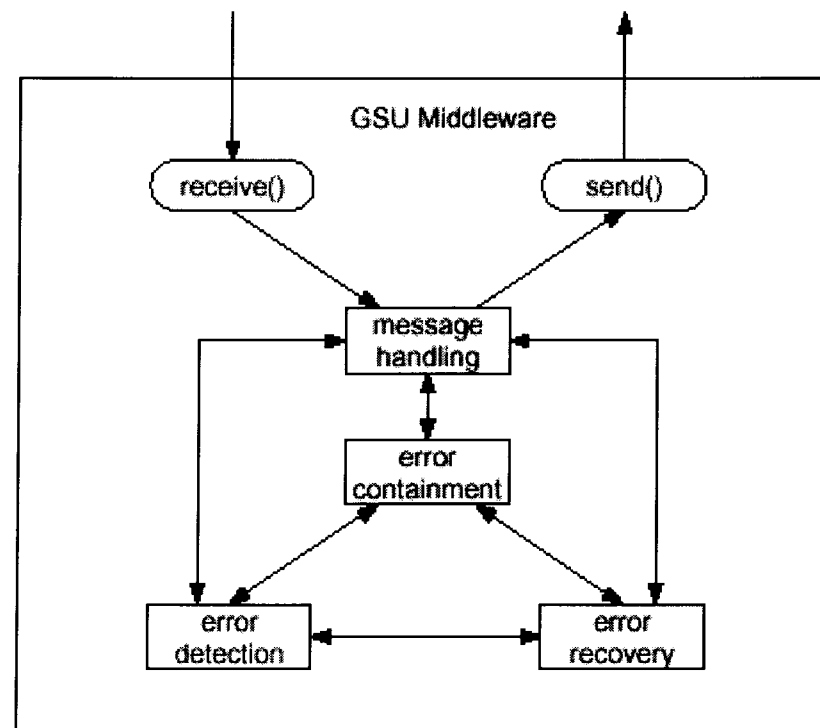 GSU Middleware
receive()
send()
message
handling
error
containment
error
detection
error
recovery